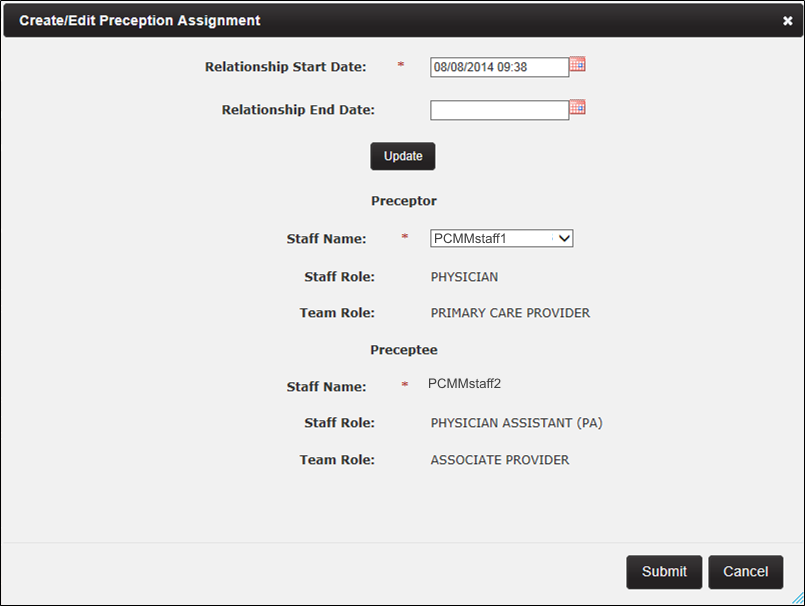 Create/Edit Preception Assignment
Relationship Start Date: * 08/08/2014 09:38
Relationship End Date:
Update
Preceptor
Staff Name: * PCMMstaff1
Staff Role: PHYSICIAN
Team Role: PRIMARY CARE PROVIDER
Preceptee
Staff Name: * PCMMstaff2
Staff Role: PHYSICIAN ASSISTANT (PA)
Team Role: ASSOCIATE PROVIDER
Submit Cancel